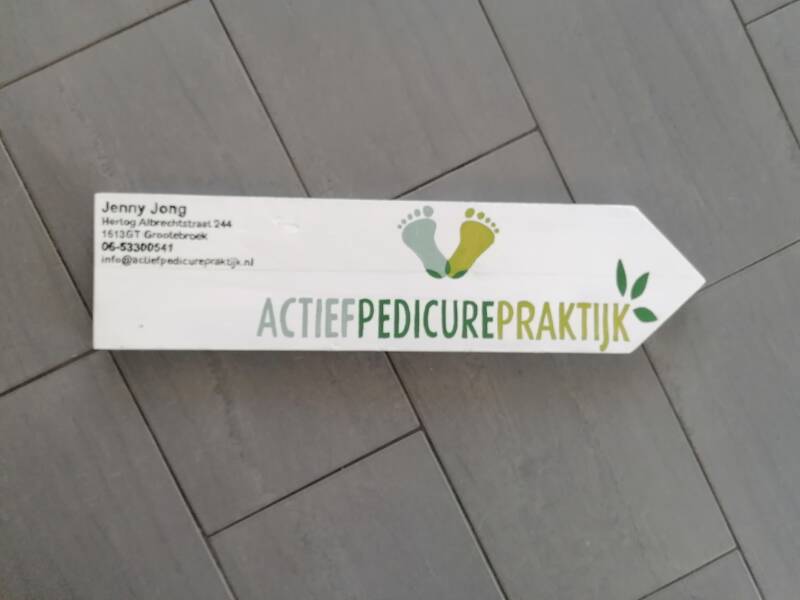 Jenny Jong
Hertog Albrechtstraat 244
1613GT Grootebroek
06-53300541
info@actiefpedicurepraktijk.nl
ACTIEFPEDICUREPRAKTIJK